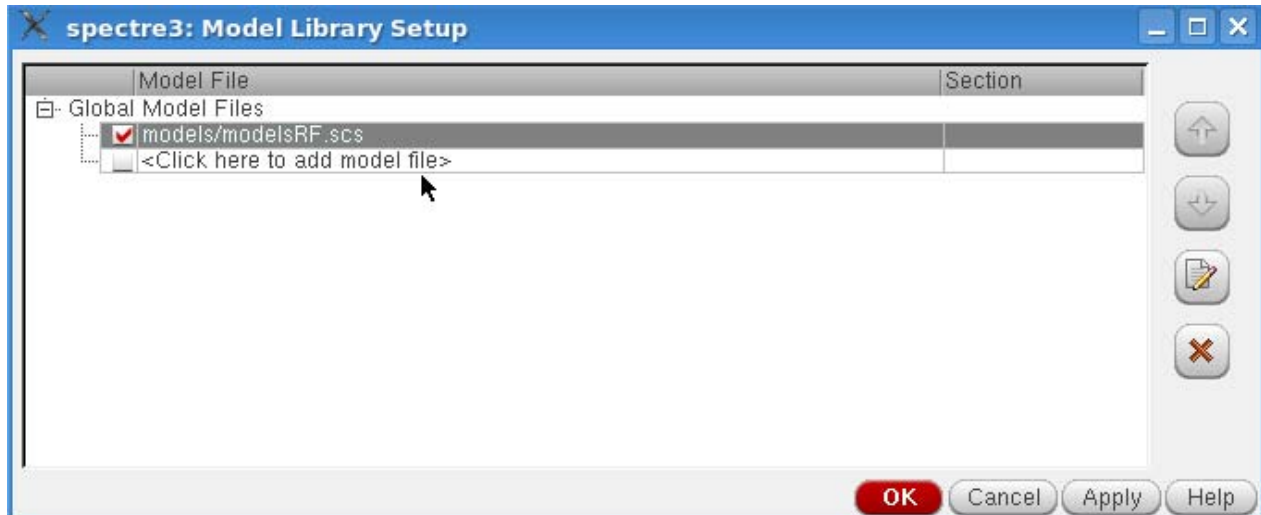 spectre3: Model Library Setup
Model File Section
Global Model Files
models/modelsRF.scs
<Click here to add model file>
OK Cancel Apply Help